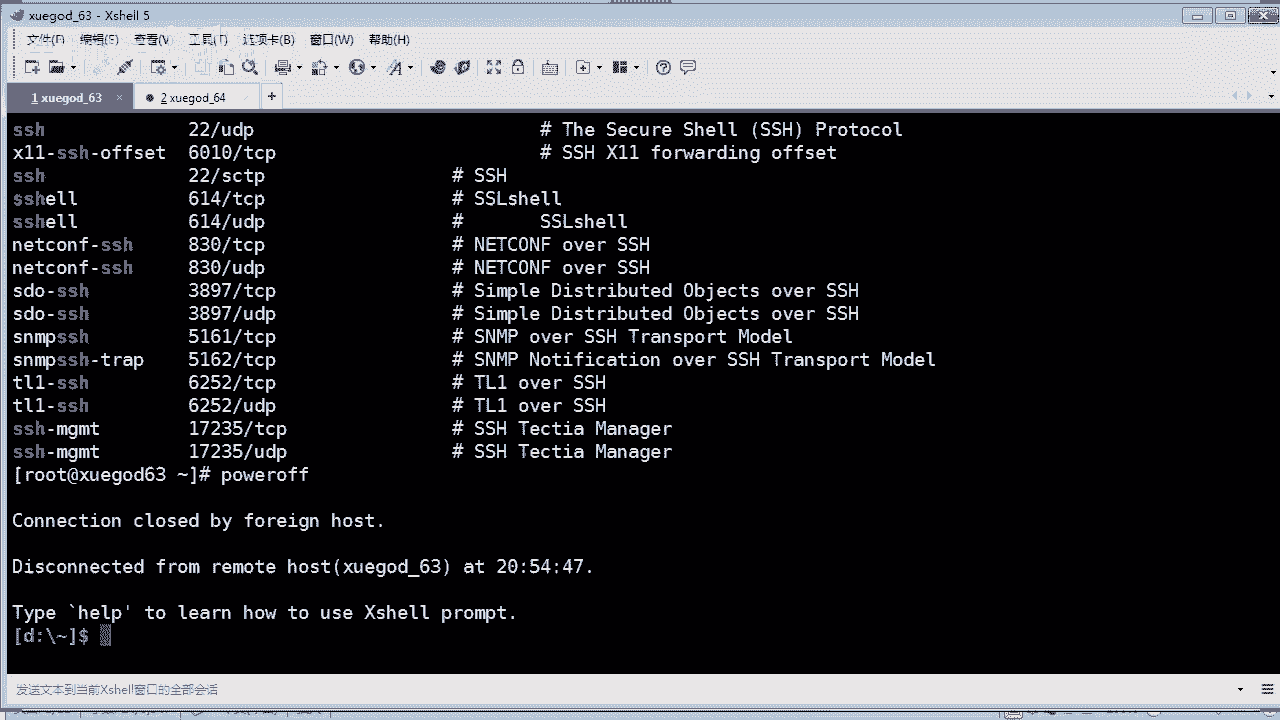 xuegod_63 - Xshell 5
文件(F) 编辑(E) 查看(V) 工具(T) 选项卡(B) 窗口(W) 帮助(H)
1 xuegod_63 × 2 xuegod_64 +
ssh 22/udp # The Secure Shell (SSH) Protocol
x11-ssh-offset 6010/tcp # SSH X11 forwarding offset
ssh 22/sctp # SSH
sshell 614/tcp # SSLshell
sshell 614/udp # SSLshell
netconf-ssh 830/tcp # NETCONF over SSH
netconf-ssh 830/udp # NETCONF over SSH
sdo-ssh 3897/tcp # Simple Distributed Objects over SSH
sdo-ssh 3897/udp # Simple Distributed Objects over SSH
snmpssh 5161/tcp # SNMP over SSH Transport Model
snmpssh-trap 5162/tcp # SNMP Notification over SSH Transport Model
tl1-ssh 6252/tcp # TL1 over SSH
tl1-ssh 6252/udp # TL1 over SSH
ssh-mgmt 17235/tcp # SSH Tectia Manager
ssh-mgmt 17235/udp # SSH Tectia Manager
[root@xuegod63 ~]# poweroff
Connection closed by foreign host.
Disconnected from remote host(xuegod_63) at 20:54:47.
Type `help' to learn how to use Xshell prompt.
[d:\~]$
发送文本到当前Xshell窗口的全部会话